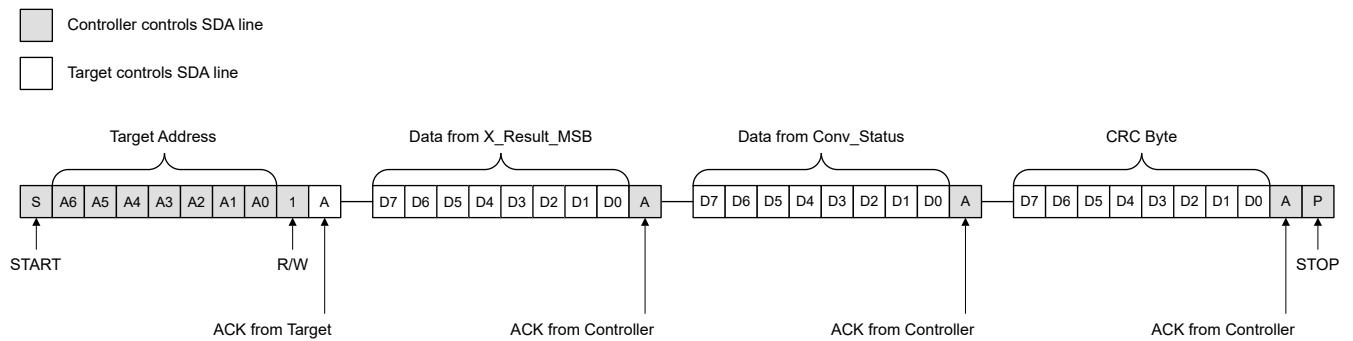 Controller controls SDA line
Target controls SDA line
Target Address
Data from X_Result_MSB
Data from Conv_Status
CRC Byte
S A6 A5 A4 A3 A2 A1 A0 1 A D7 D6 D5 D4 D3 D2 D1 D0 A D7 D6 D5 D4 D3 D2 D1 D0 A D7 D6 D5 D4 D3 D2 D1 D0 A P
START
R/W
STOP
ACK from Target
ACK from Controller
ACK from Controller
ACK from Controller